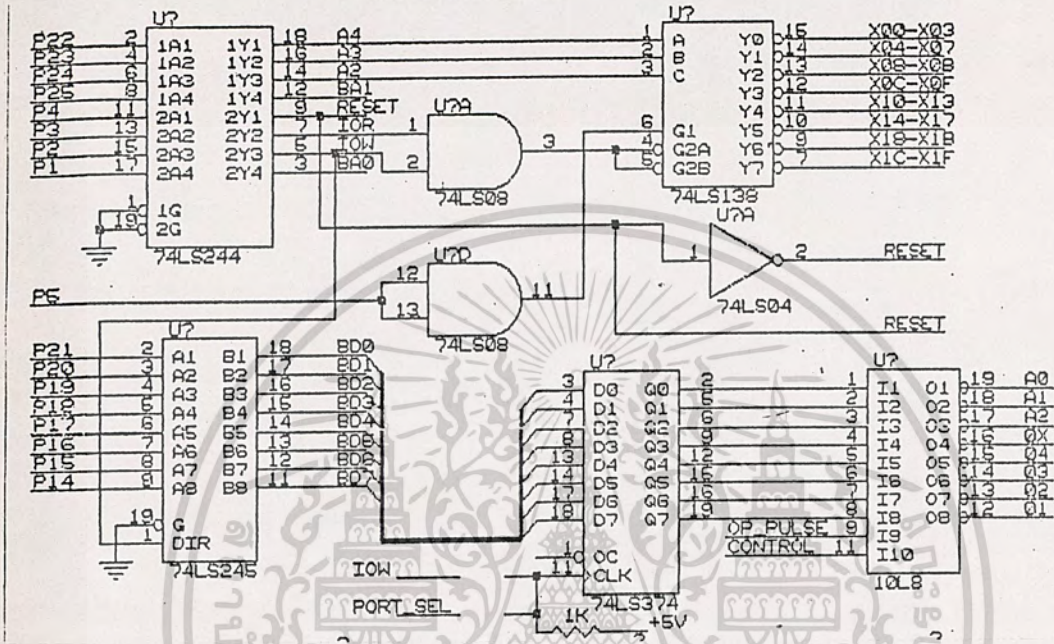 U?
P22 2 1A1 1Y1 18 A4
P23 4 1A2 1Y2 16 A3
P24 6 1A3 1Y3 14 A2
P25 8 1A4 1Y4 12 BA1
P4 11 2A1 2Y1 9 RESET
P3 13 2A2 2Y2 7 IOR
P2 15 2A3 2Y3 5 IOW
P1 17 2A4 2Y4 3 BA0
1 1G
19 2G
74LS244
U?A
1
2
3
74LS08
U?
1 A Y0 15 X00-X03
2 B Y1 14 X04-X07
3 C Y2 13 X08-X0B
Y3 12 X0C-X0F
Y4 11 X10-X13
6 G1 Y5 10 X14-X17
4 G2A Y6 9 X18-X1B
5 G2B Y7 7 X1C-X1F
74LS138
U?A
1 2 RESET
74LS04
RESET
P6
U?D
12
13
11
74LS08
U?
P21 2 A1 B1 18 BD0
P20 3 A2 B2 17 BD1
P19 4 A3 B3 16 BD2
P18 5 A4 B4 15 BD3
P17 6 A5 B5 14 BD4
P16 7 A6 B6 13
P15 8 A7 B7 12
P14 9 A8 B8 11 BD7
19 G
1 DIR
74LS245
U?
3 D0 Q0 2
4 D1 Q1 5
7 D2 Q2 6
8 D3 Q3 9
13 D4 Q4 12
14 D5 Q5 15
17 D6 Q6 16
18 D7 Q7 19
1 OC
11 CLK
74LS374
IOW
PORT_SEL
1K
+5V
U?
1 I1 O1 19 A0
2 I2 O2 18 A1
3 I3 O3 17 A2
4 I4 O4 16 0X
5 I5 O5 15 04
6 I6 O6 14 03
7 I7 O7 13 02
8 I8 O8 12 01
OP_PULSE 9 I9
CONTROL 11 I10
10L8